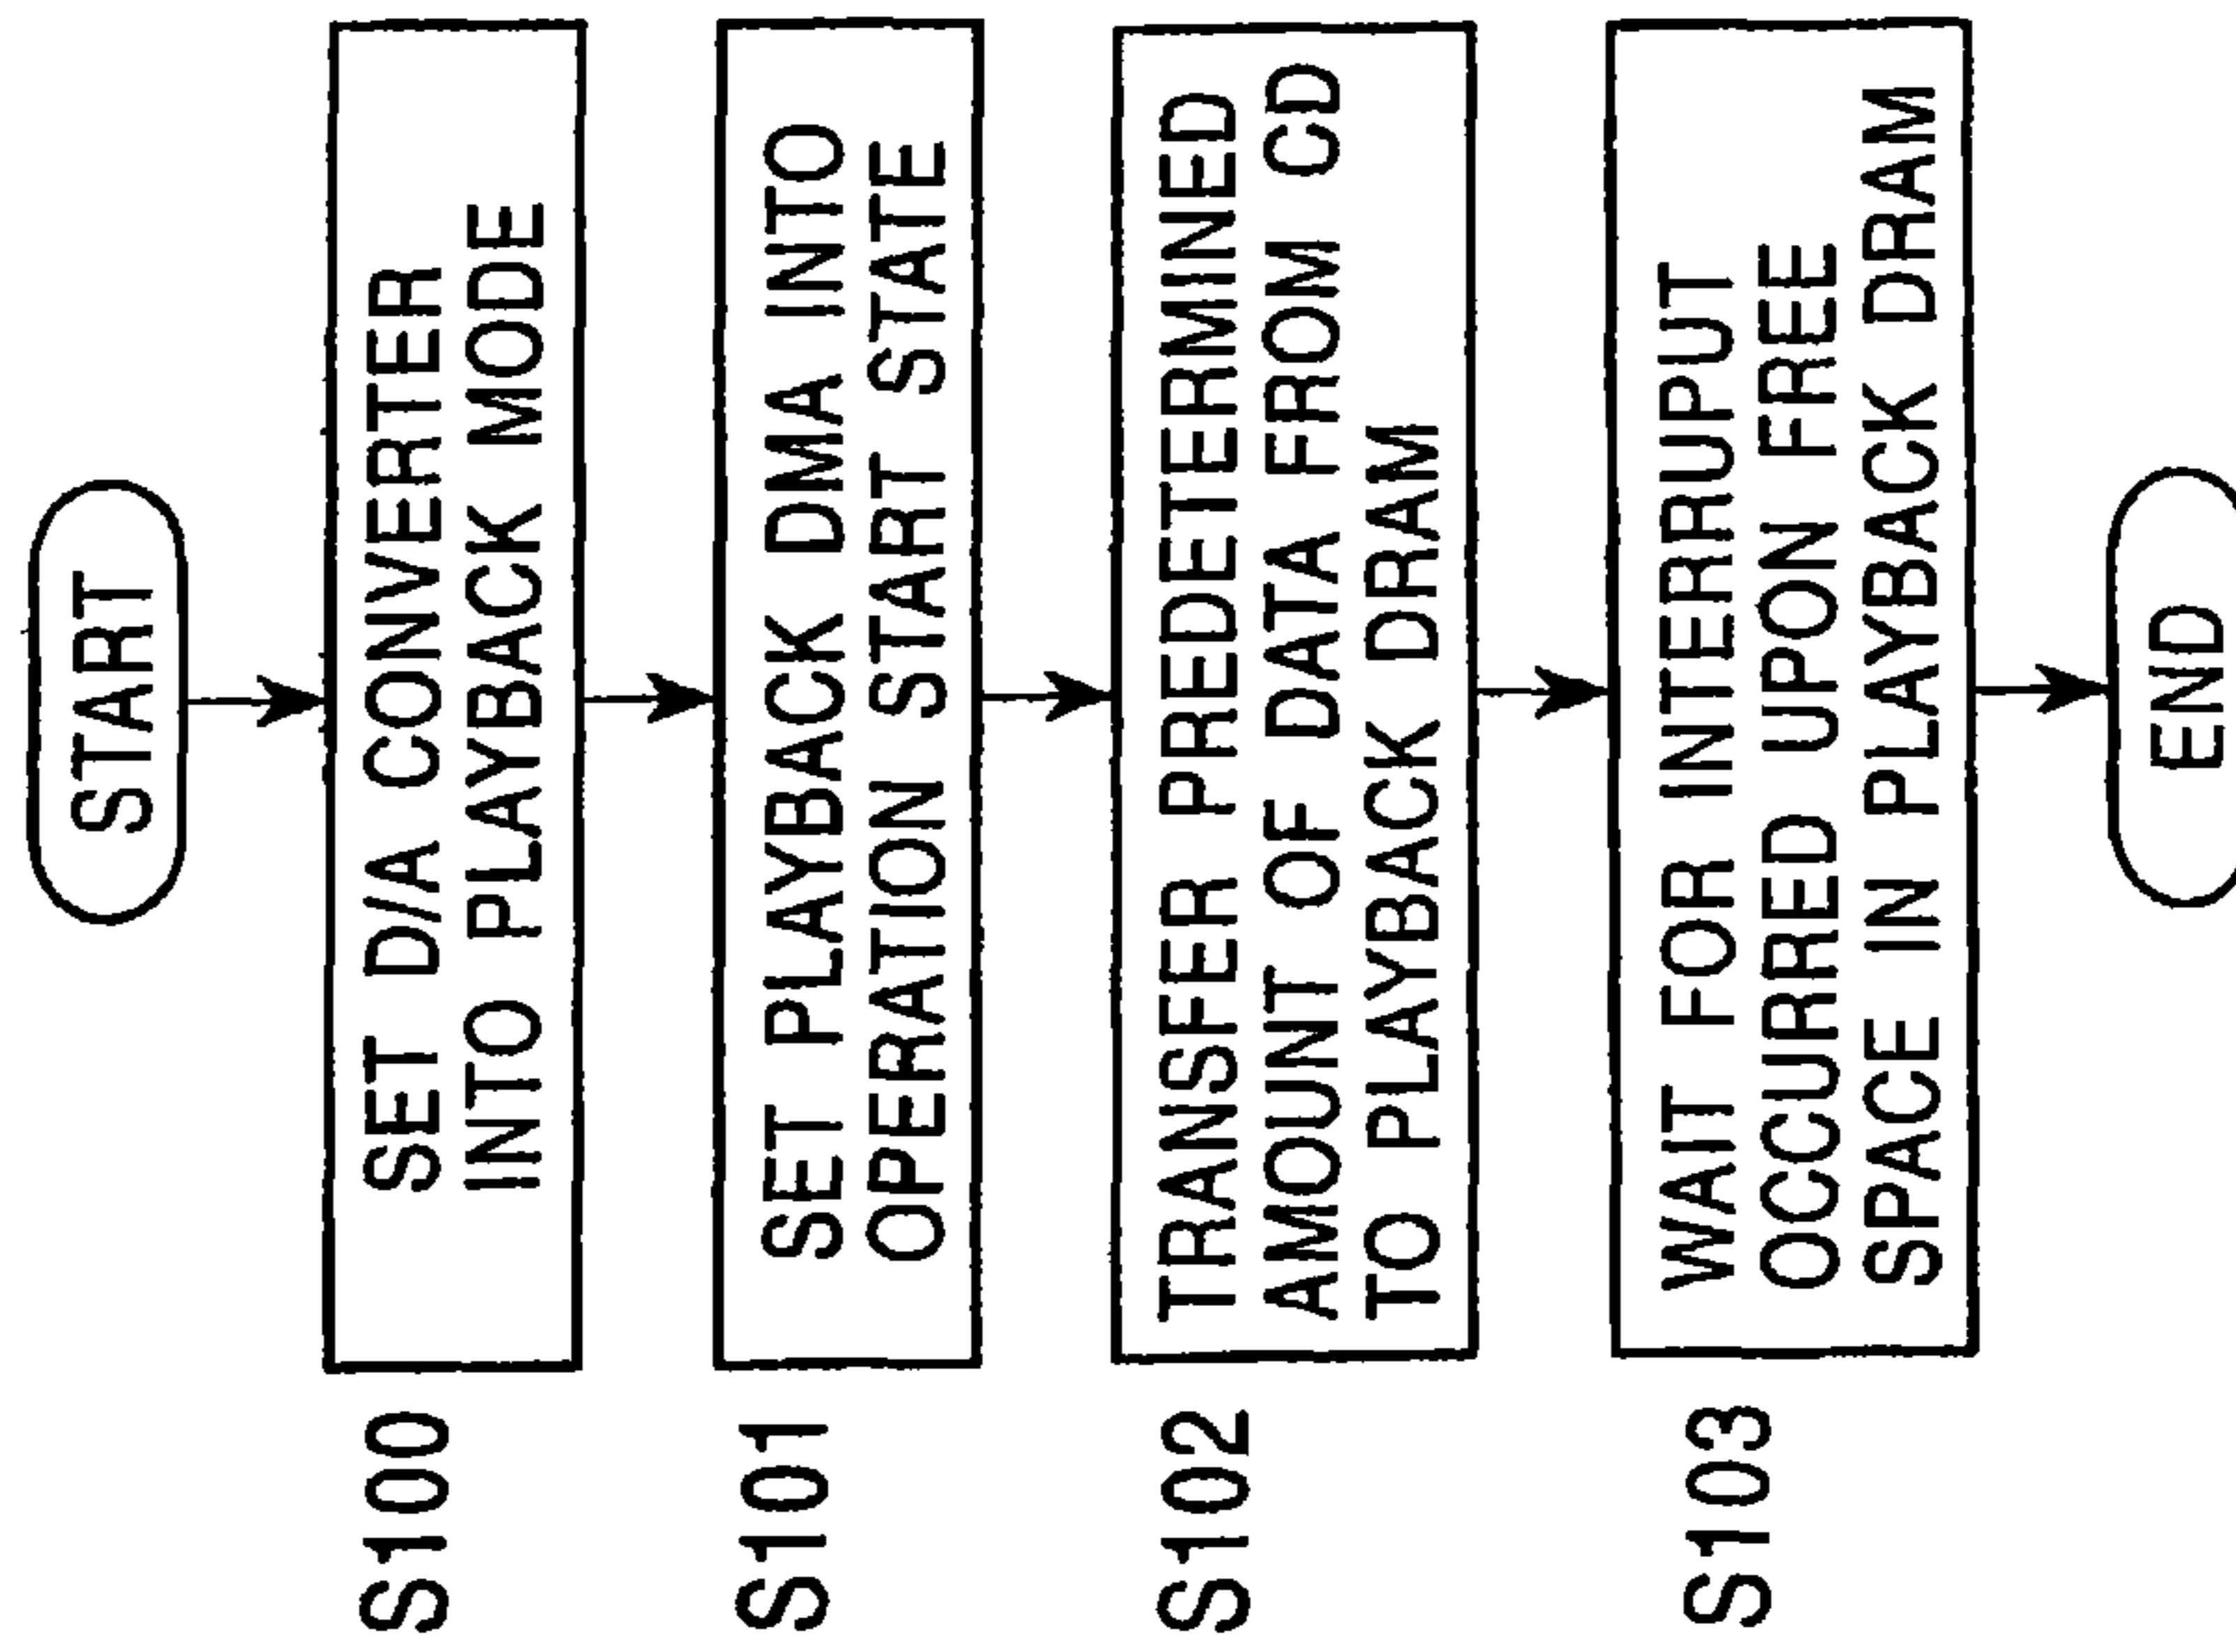 START
S100
SET D/A CONVERTER
INTO PLAYBACK MODE
S101
SET PLAYBACK DMA INTO
OPERATION START STATE
S102
TRANSFER PREDETERMINED
AMOUNT OF DATA FROM CD
TO PLAYBACK DRAM
S103
WAIT FOR INTERRUPUT
OCCURRED UPON FREE
SPACE IN PLAYBACK DRAM
END